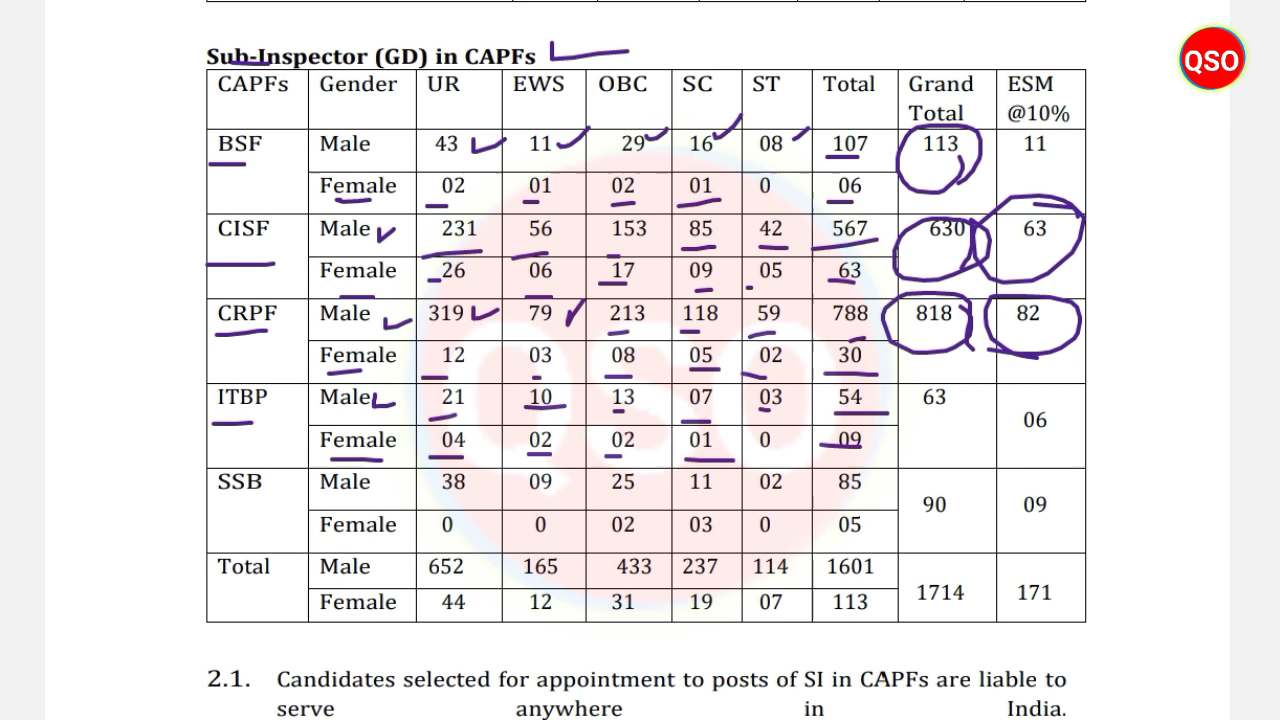 QSO
Sub-Inspector (GD) in CAPFs
CAPFs Gender UR EWS OBC SC ST Total Grand Total ESM @10%
BSF Male 43 11 29 16 08 107 113 11
Female 02 01 02 01 0 06
CISF Male 231 56 153 85 42 567 630 63
Female 26 06 17 09 05 63
CRPF Male 319 79 213 118 59 788 818 82
Female 12 03 08 05 02 30
ITBP Male 21 10 13 07 03 54 63 06
Female 04 02 02 01 0 09
SSB Male 38 09 25 11 02 85 90 09
Female 0 0 02 03 0 05
Total Male 652 165 433 237 114 1601 1714 171
Female 44 12 31 19 07 113
QSO
2.1. Candidates selected for appointment to posts of SI in CAPFs are liable to
serve anywhere in India.